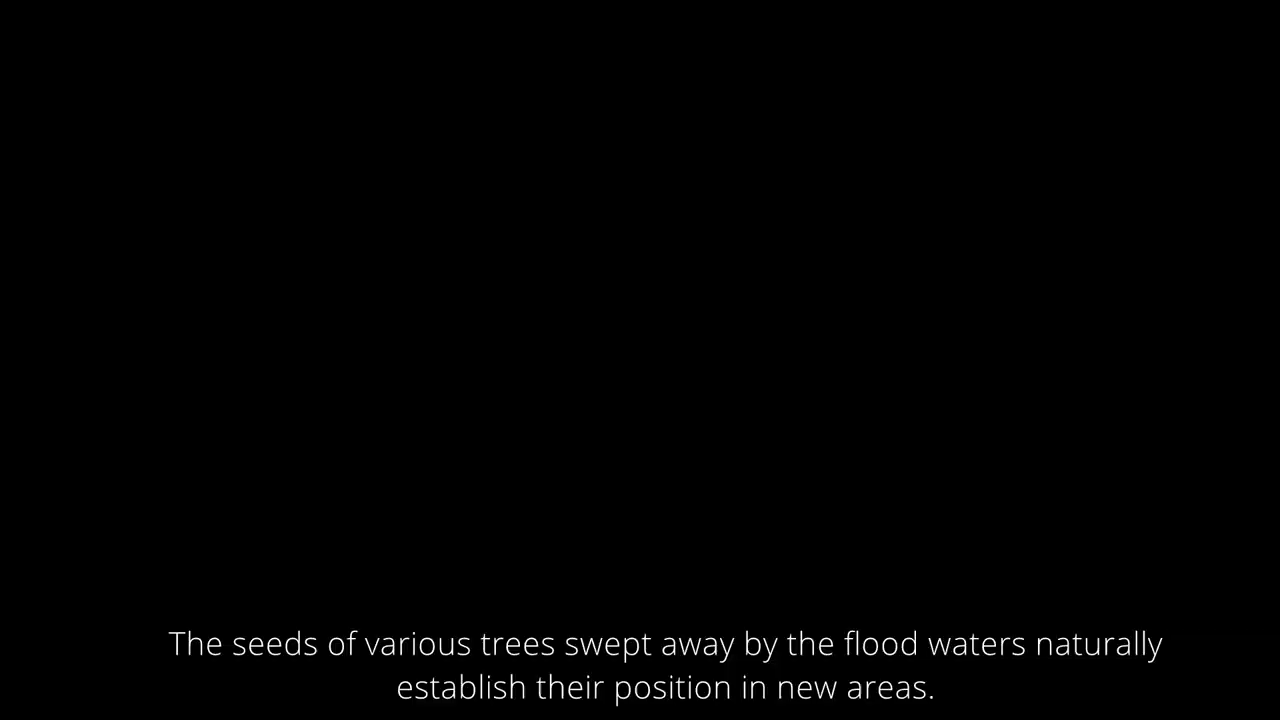 The seeds of various trees swept away by the flood waters naturally
establish their position in new areas.